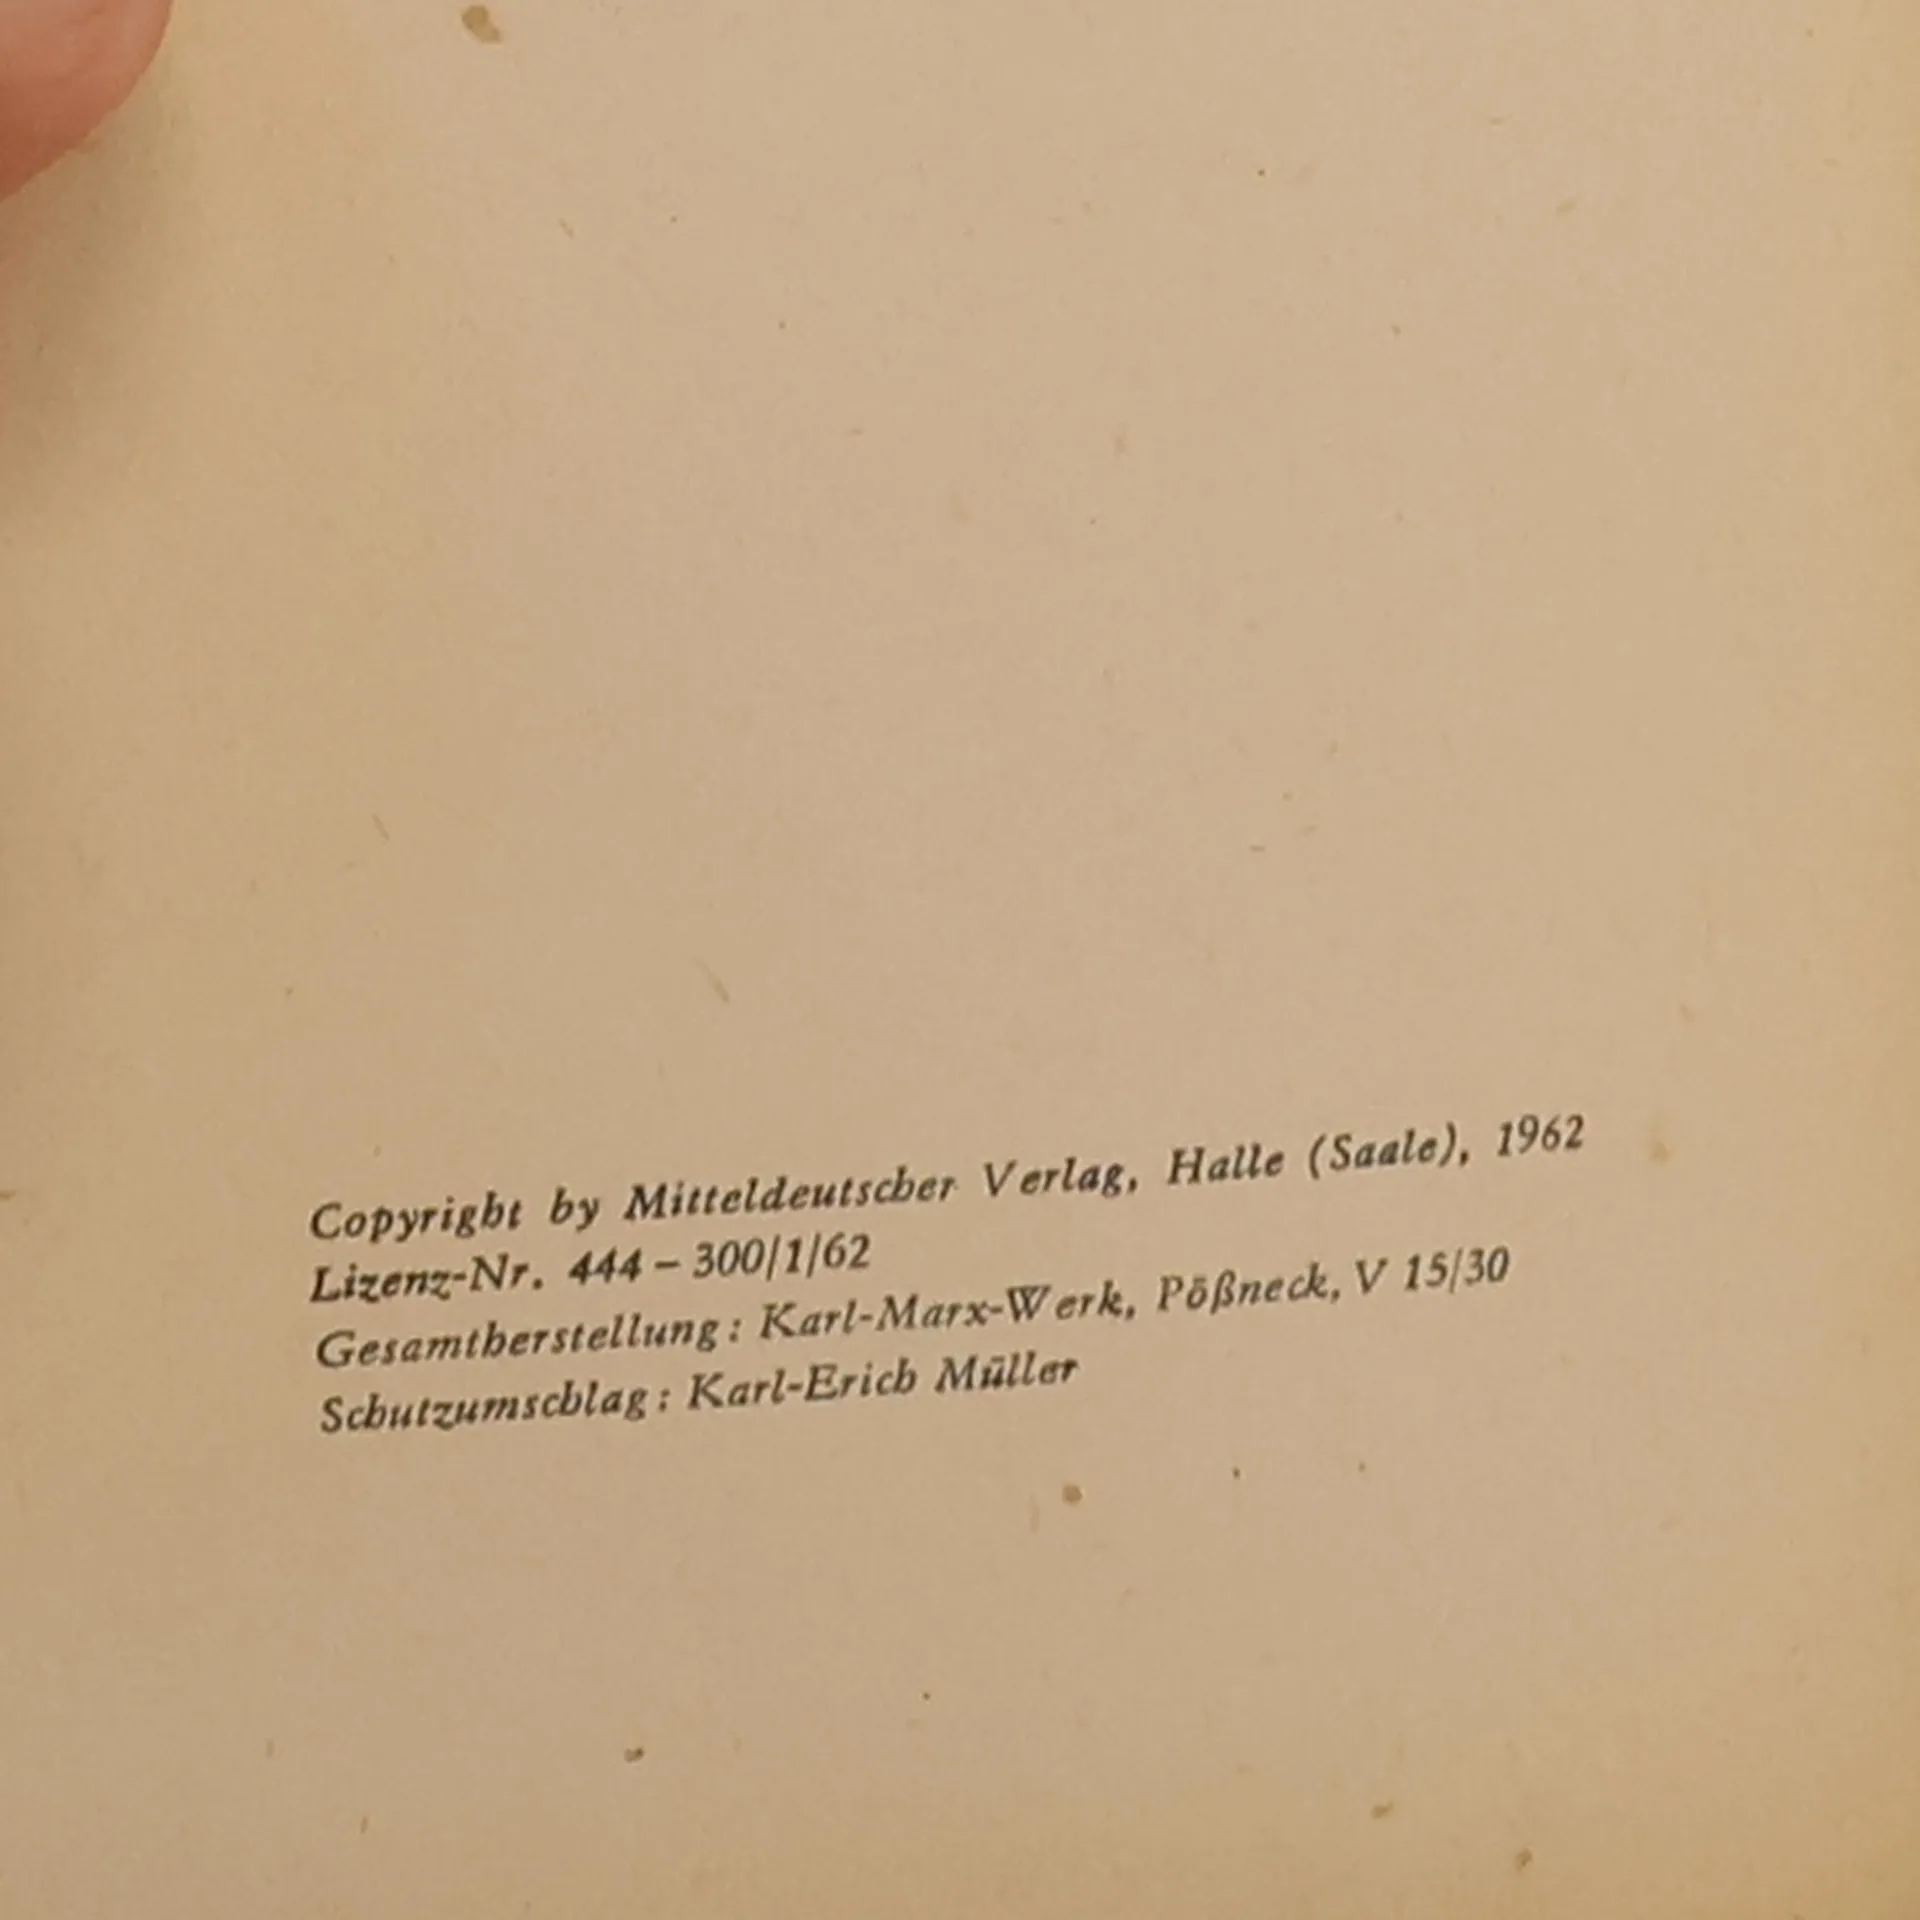 Copyright by Mitteldeutscher Verlag, Halle (Saale), 1962
Lizenz-Nr. 444 – 300/1/62
Gesamtherstellung: Karl-Marx-Werk, Pößneck, V 15/30
Schutzumschlag: Karl-Erich Müller